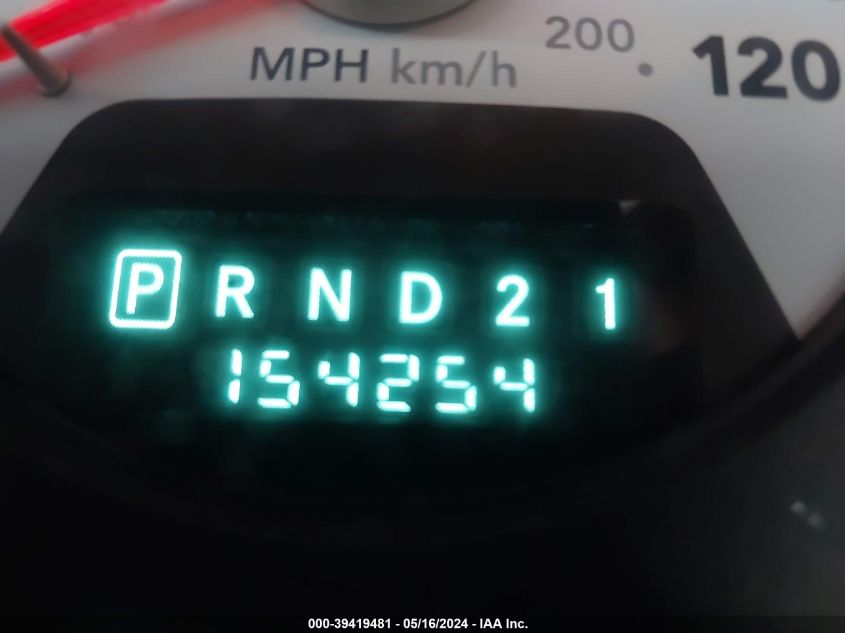 MPH km/h 200 120
P R N D 2 1
154254
000-39419481 - 05/16/2024 - IAA Inc.